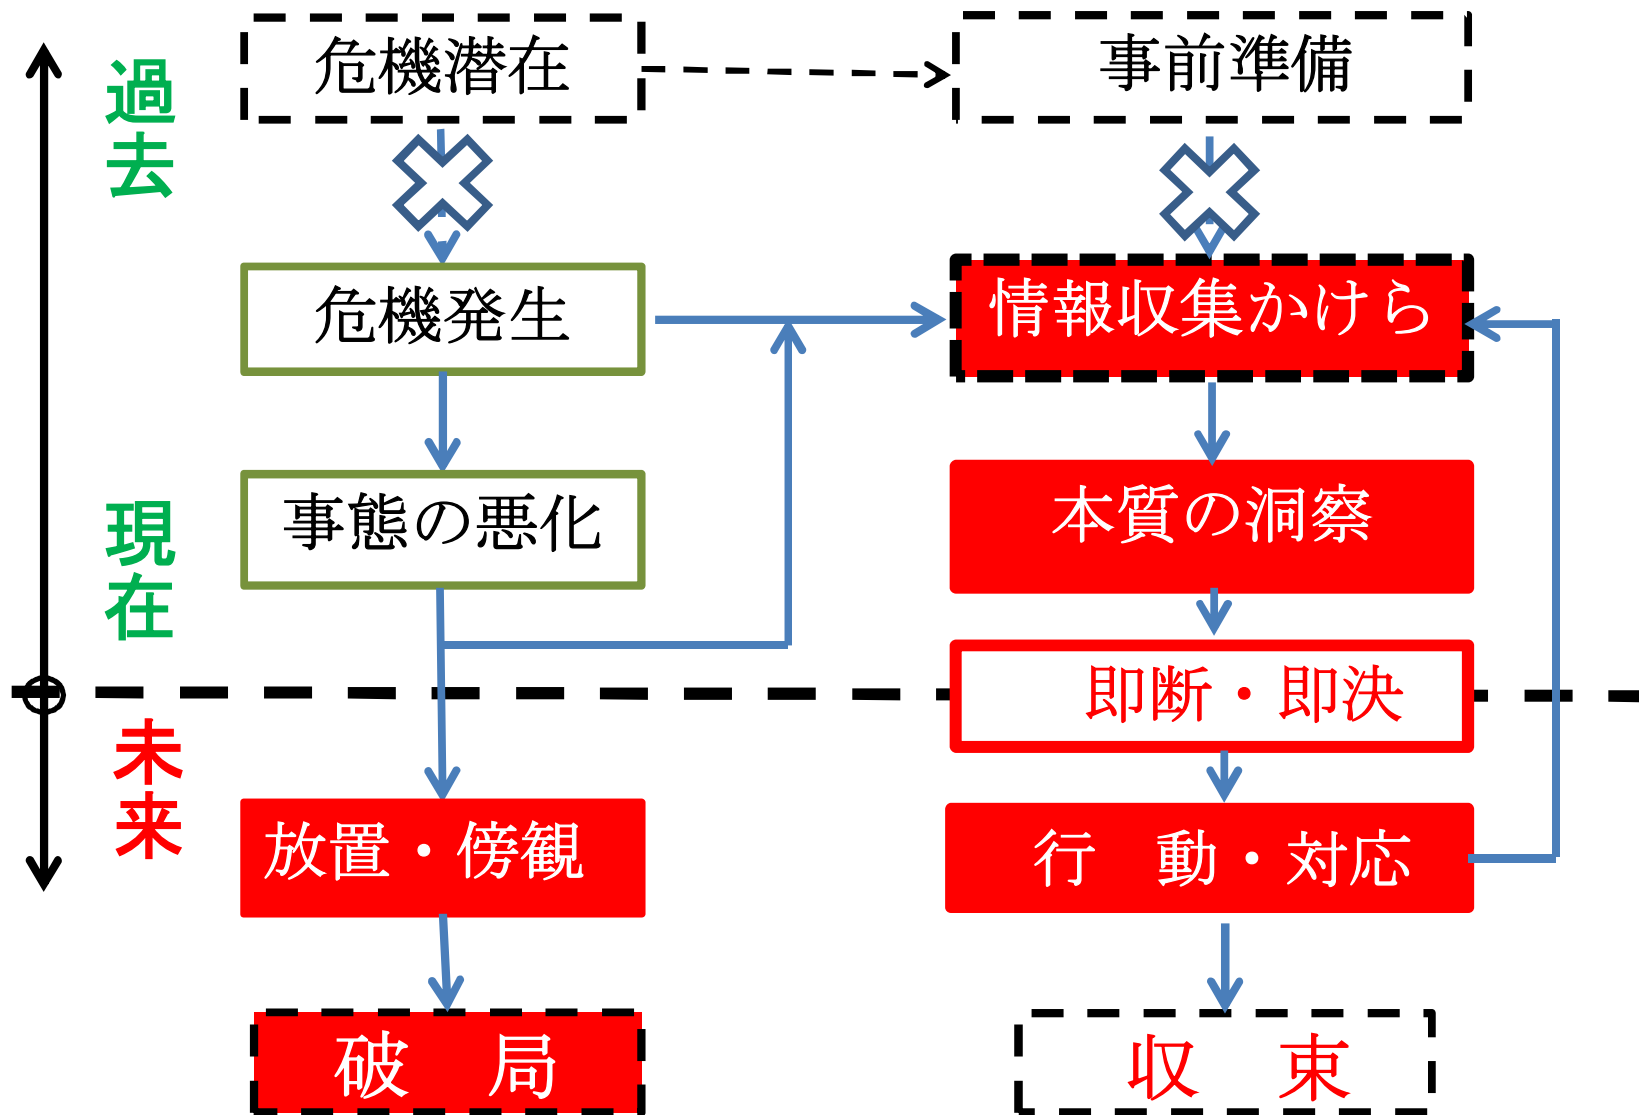 過去
危機潜在
事前準備
危機発生
情報収集かけら
現在
事態の悪化
本質の洞察
即断・即決
未来
放置・傍観
行　動・対応
破　局
収　束